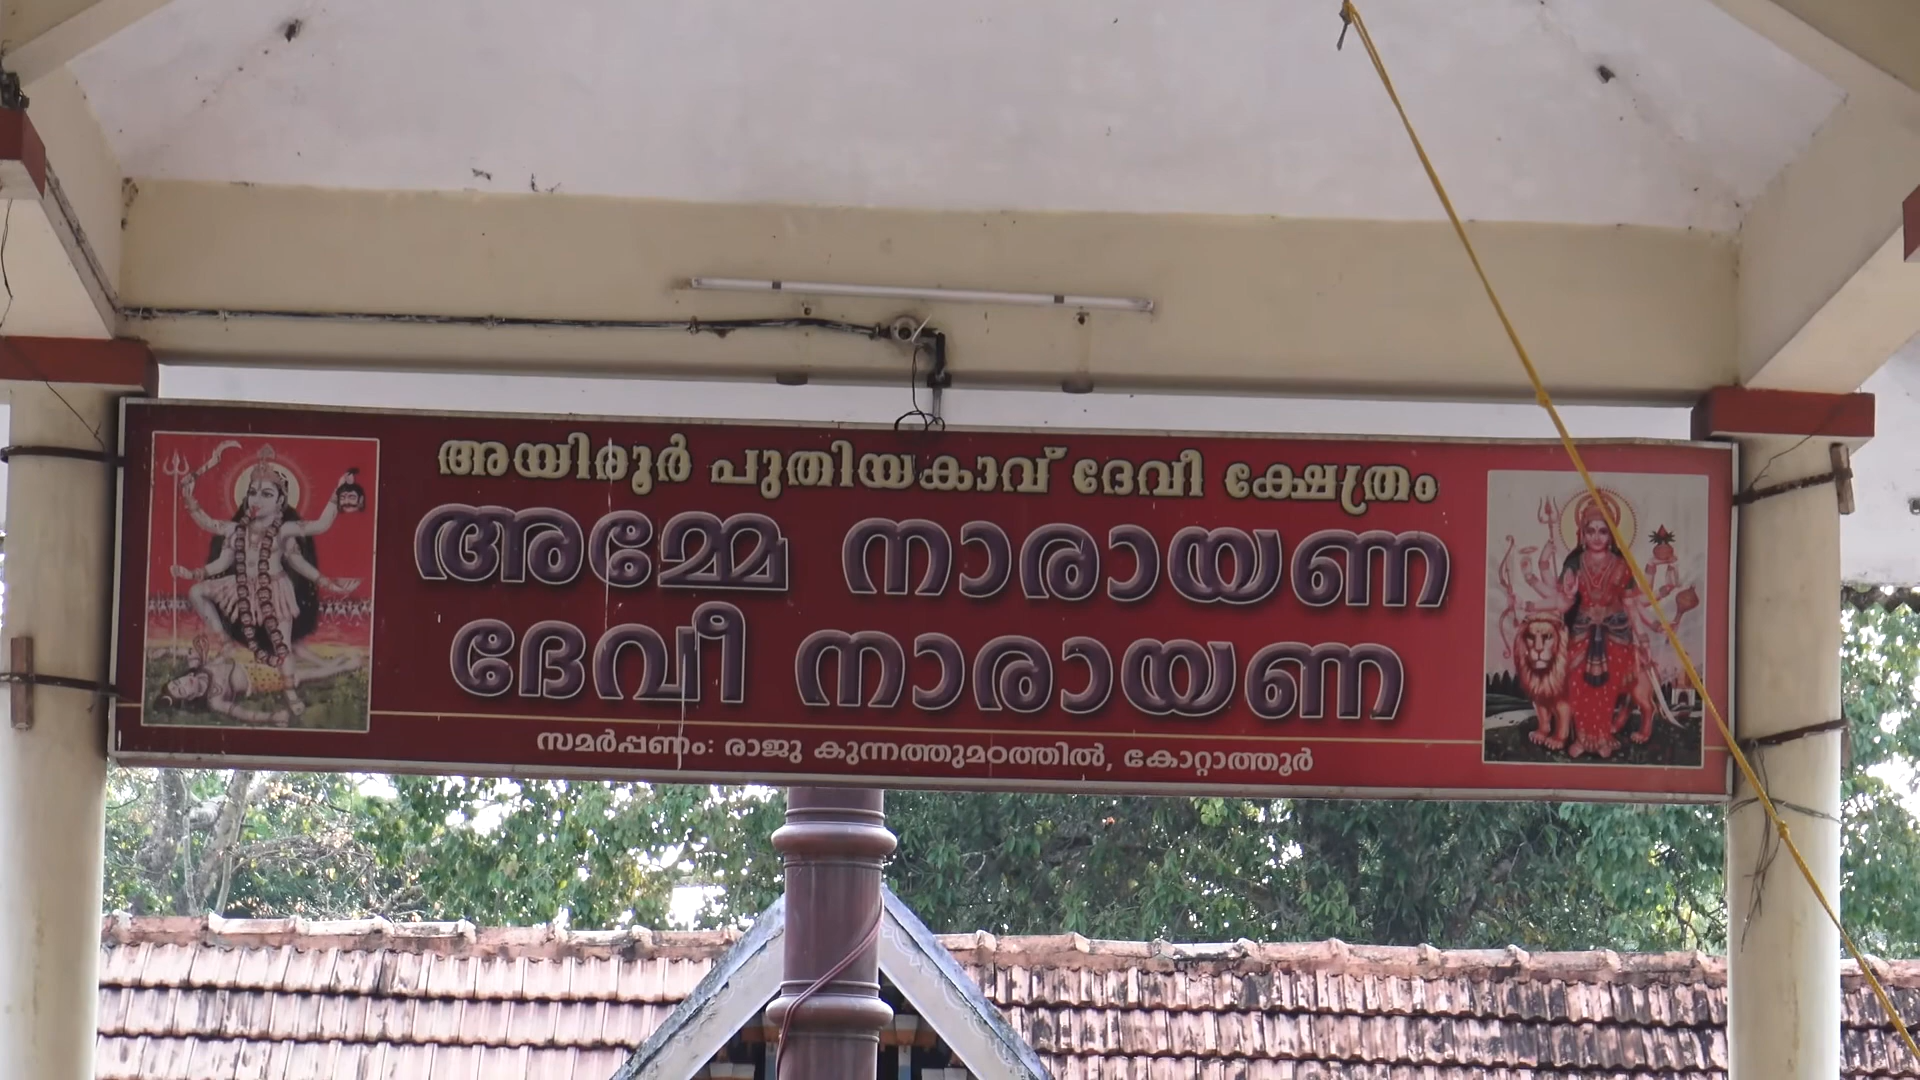 അയിരൂർ പുതിയകാവ് ദേവീ ക്ഷേത്രം
അമ്മേ നാരായണ
ദേവീ നാരായണ
സമർപ്പണം: രാജു കുന്നത്തുമഠത്തിൽ, കോറ്റാത്തൂർ